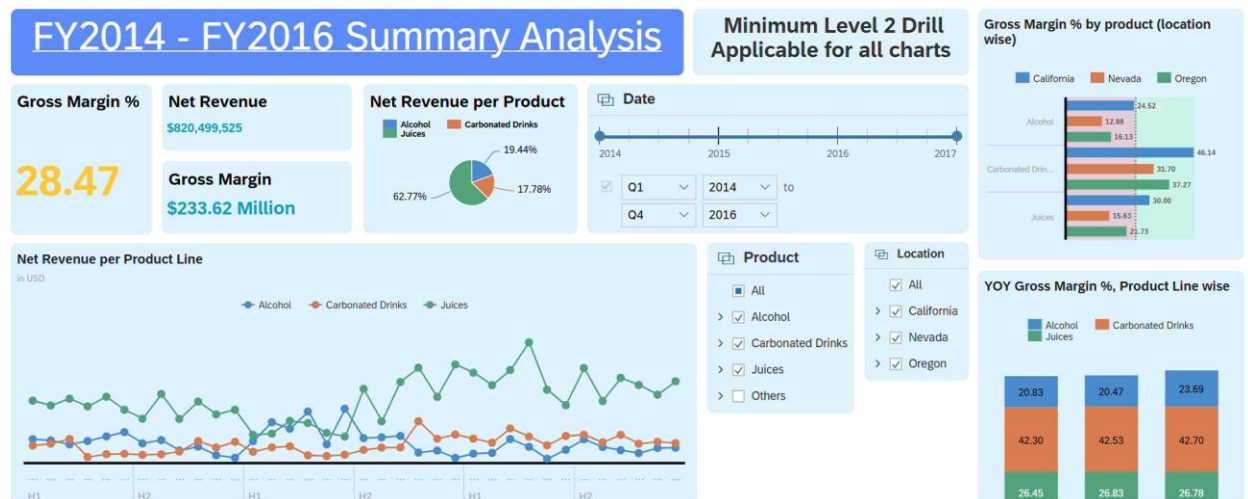 FY2014 - FY2016 Summary Analysis
Minimum Level 2 Drill
Applicable for all charts
Gross Margin %
28.47
Net Revenue
$820,499,525
Gross Margin
$233.62 Million
Net Revenue per Product
Alcohol
Carbonated Drinks
Juices
19.44%
17.78%
62.77%
Date
2014
2015
2016
2017
Q1
2014
to
Q4
2016
Gross Margin % by product (location
wise)
California
Nevada
Oregon
Alcohol
24.52
12.88
16.13
Carbonated Drin...
46.14
31.70
37.27
Juices
30.00
15.63
21.73
Net Revenue per Product Line
in USD
Alcohol
Carbonated Drinks
Juices
H1
H2
H1
H2
H1
H2
Product
All
Alcohol
Carbonated Drinks
Juices
Others
Location
All
California
Nevada
Oregon
YOY Gross Margin %, Product Line wise
Alcohol
Carbonated Drinks
Juices
20.83
20.47
23.69
42.30
42.53
42.70
26.45
26.83
26.78